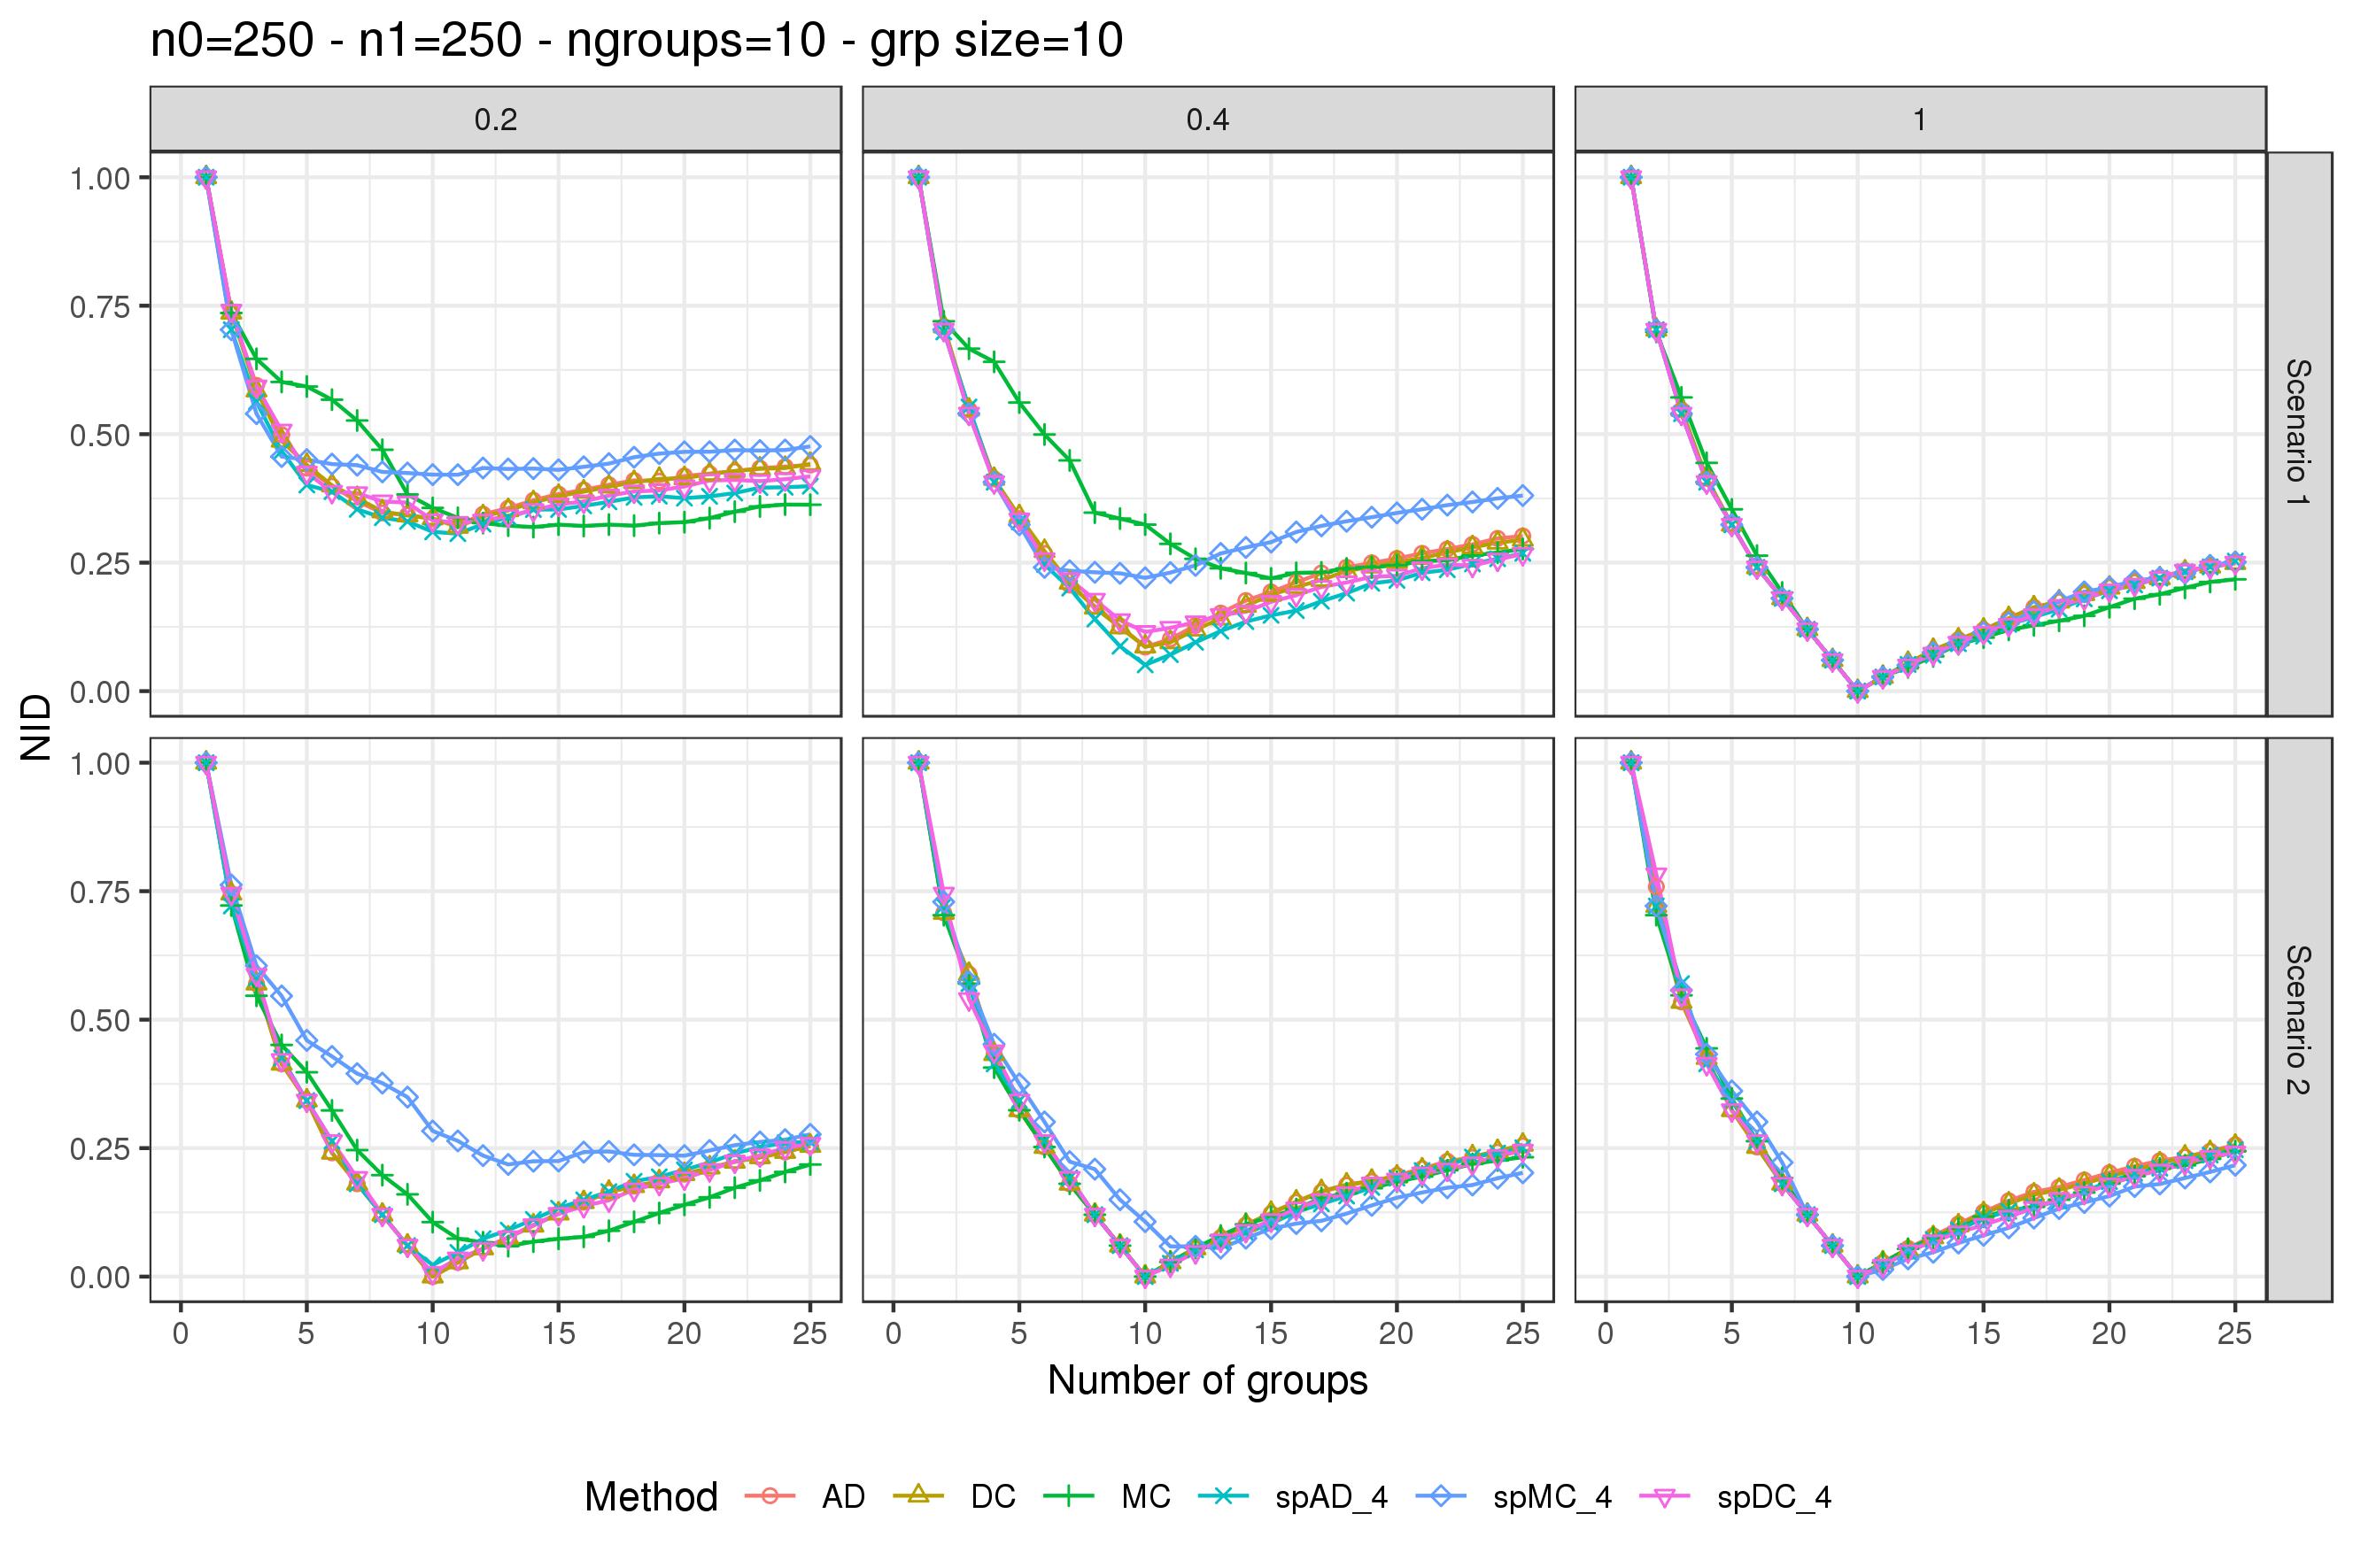 n0=250 - n1=250 - ngroups=10 - grp size=10
0.2 0.4 1
1.00
0.75
0.50
0.25
0.00
Scenario 1
NID
1.00
0.75
0.50
0.25
0.00
Scenario 2
0 5 10 15 20 25 0 5 10 15 20 25 0 5 10 15 20 25
Number of groups
Method AD DC MC spAD_4 spMC_4 spDC_4